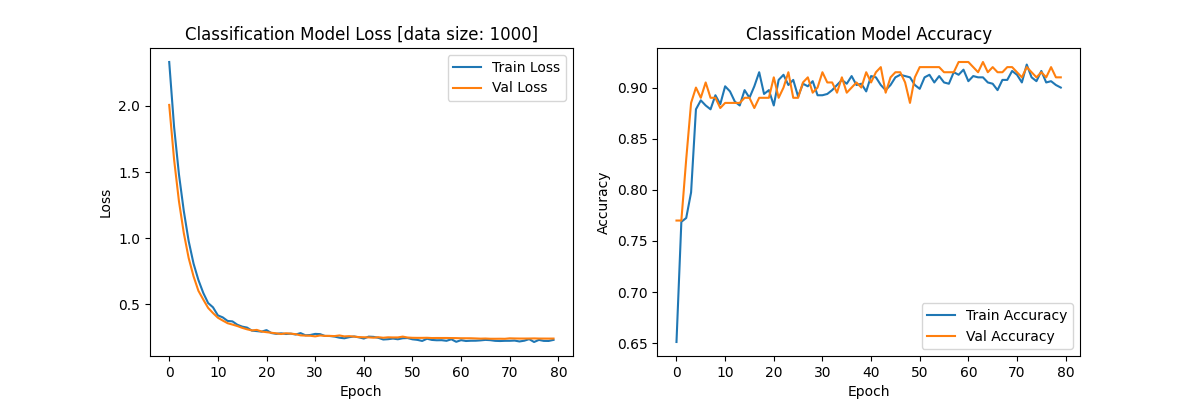 Classification Model Loss [data size: 1000]
Train Loss
Val Loss
Loss
2.0
1.5
1.0
0.5
0 10 20 30 40 50 60 70 80
Epoch
Classification Model Accuracy
Accuracy
0.90
0.85
0.80
0.75
0.70
0.65
Train Accuracy
Val Accuracy
0 10 20 30 40 50 60 70 80
Epoch